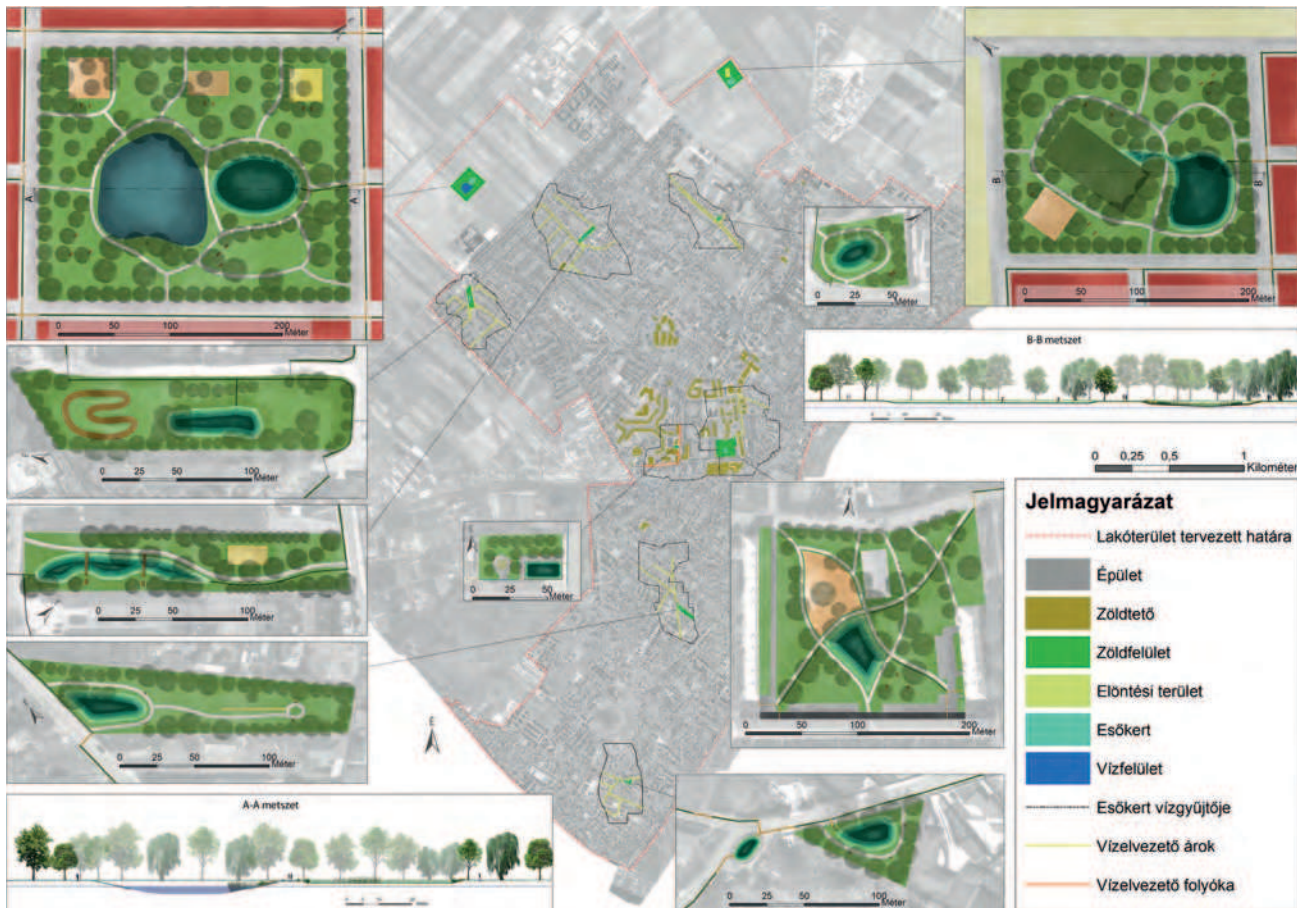 A
A
0 50 100 200
Méter
B
B
0 50 100 200
Méter
0 25 50
Méter
B-B metszet
0 25 50 100
Méter
0 0,25 0,5 1
Kilométer
Jelmagyarázat
Lakóterület tervezett határa
Épület
Zöldtető
Zöldfelület
Elöntési terület
Esőkert
Vízfelület
Esőkert vízgyűjtője
Vízelvezető árok
Vízelvezető folyóka
0 25 50 100
Méter
0 25 50
Méter
0 50 100 200
Méter
0 25 50 100
Méter
É
A-A metszet
0 50 100
Méter